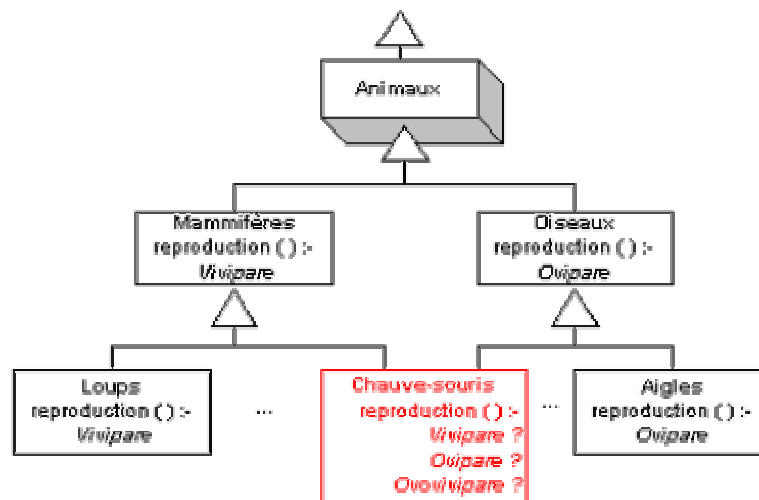 Animaux
Mammifères
reproduction ( ) :-
Vivipare
Oiseaux
reproduction ( ) :-
Ovipare
Loups
reproduction ( ) :-
Vivipare
...
Chauve-souris
reproduction ( ) :-
Vivipare ?
Ovipare ?
Ovovivipare ?
...
Aigles
reproduction ( ) :-
Ovipare